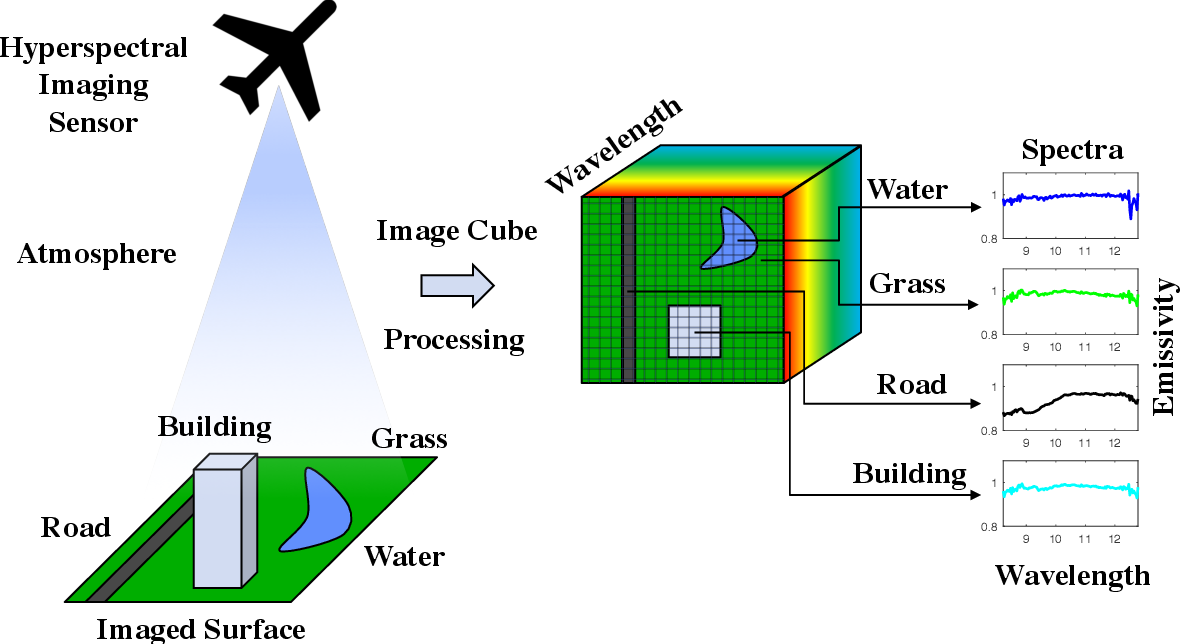 Hyperspectral
Imaging
Sensor
Atmosphere
Building
Grass
Road
Water
Imaged Surface
Image Cube
Processing
Wavelength
Water
Grass
Road
Building
Spectra
1
0.8
9 10 11 12
1
0.8
9 10 11 12
1
0.8
9 10 11 12
1
0.8
9 10 11 12
Emissivity
Wavelength